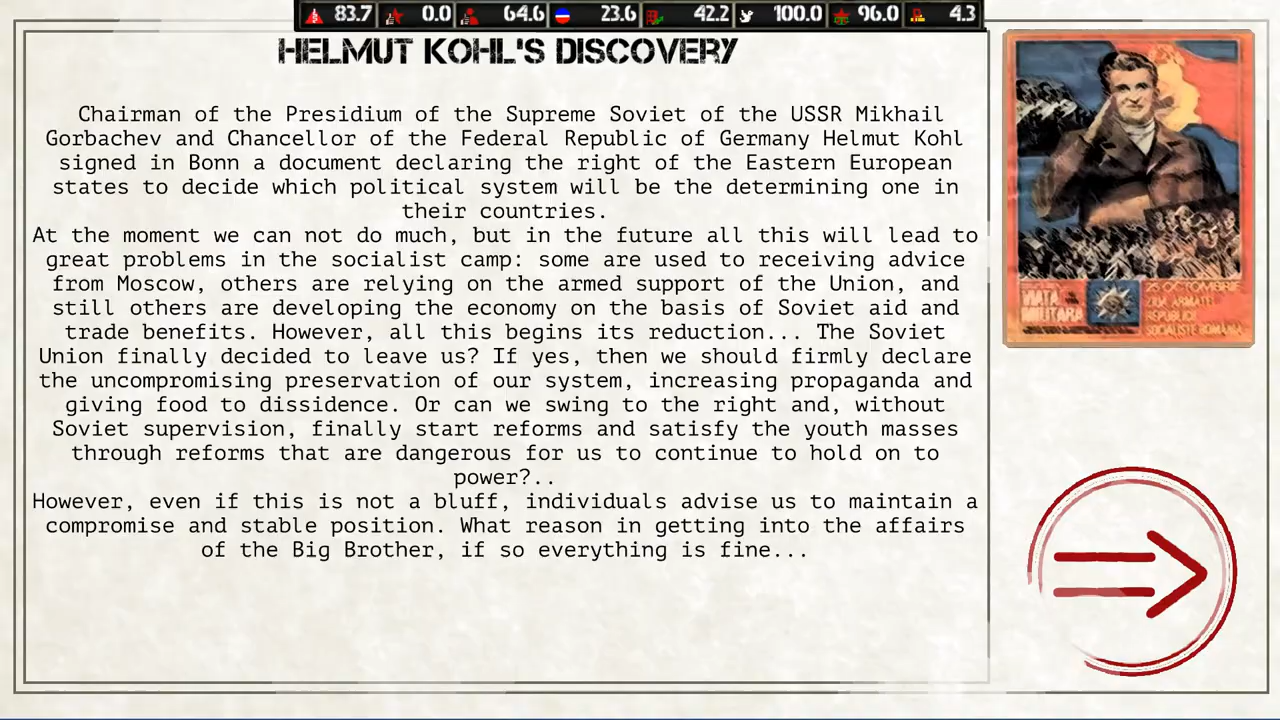 83.7 0.0 64.6 23.6 42.2 100.0 96.0 4.3
HELMUT KOHL'S DISCOVERY
Chairman of the Presidium of the Supreme Soviet of the USSR Mikhail
Gorbachev and Chancellor of the Federal Republic of Germany Helmut Kohl
signed in Bonn a document declaring the right of the Eastern European
states to decide which political system will be the determining one in
their countries.
At the moment we can not do much, but in the future all this will lead to
great problems in the socialist camp: some are used to receiving advice
from Moscow, others are relying on the armed support of the Union, and
still others are developing the economy on the basis of Soviet aid and
trade benefits. However, all this begins its reduction... The Soviet
Union finally decided to leave us? If yes, then we should firmly declare
the uncompromising preservation of our system, increasing propaganda and
giving food to dissidence. Or can we swing to the right and, without
Soviet supervision, finally start reforms and satisfy the youth masses
through reforms that are dangerous for us to continue to hold on to
power?..
However, even if this is not a bluff, individuals advise us to maintain a
compromise and stable position. What reason in getting into the affairs
of the Big Brother, if so everything is fine...
VIATA
MILITARA
25 OCTOMBRIE
ZIUA ARMATEI
REPUBLICII
SOCIALISTE ROMÂNIA